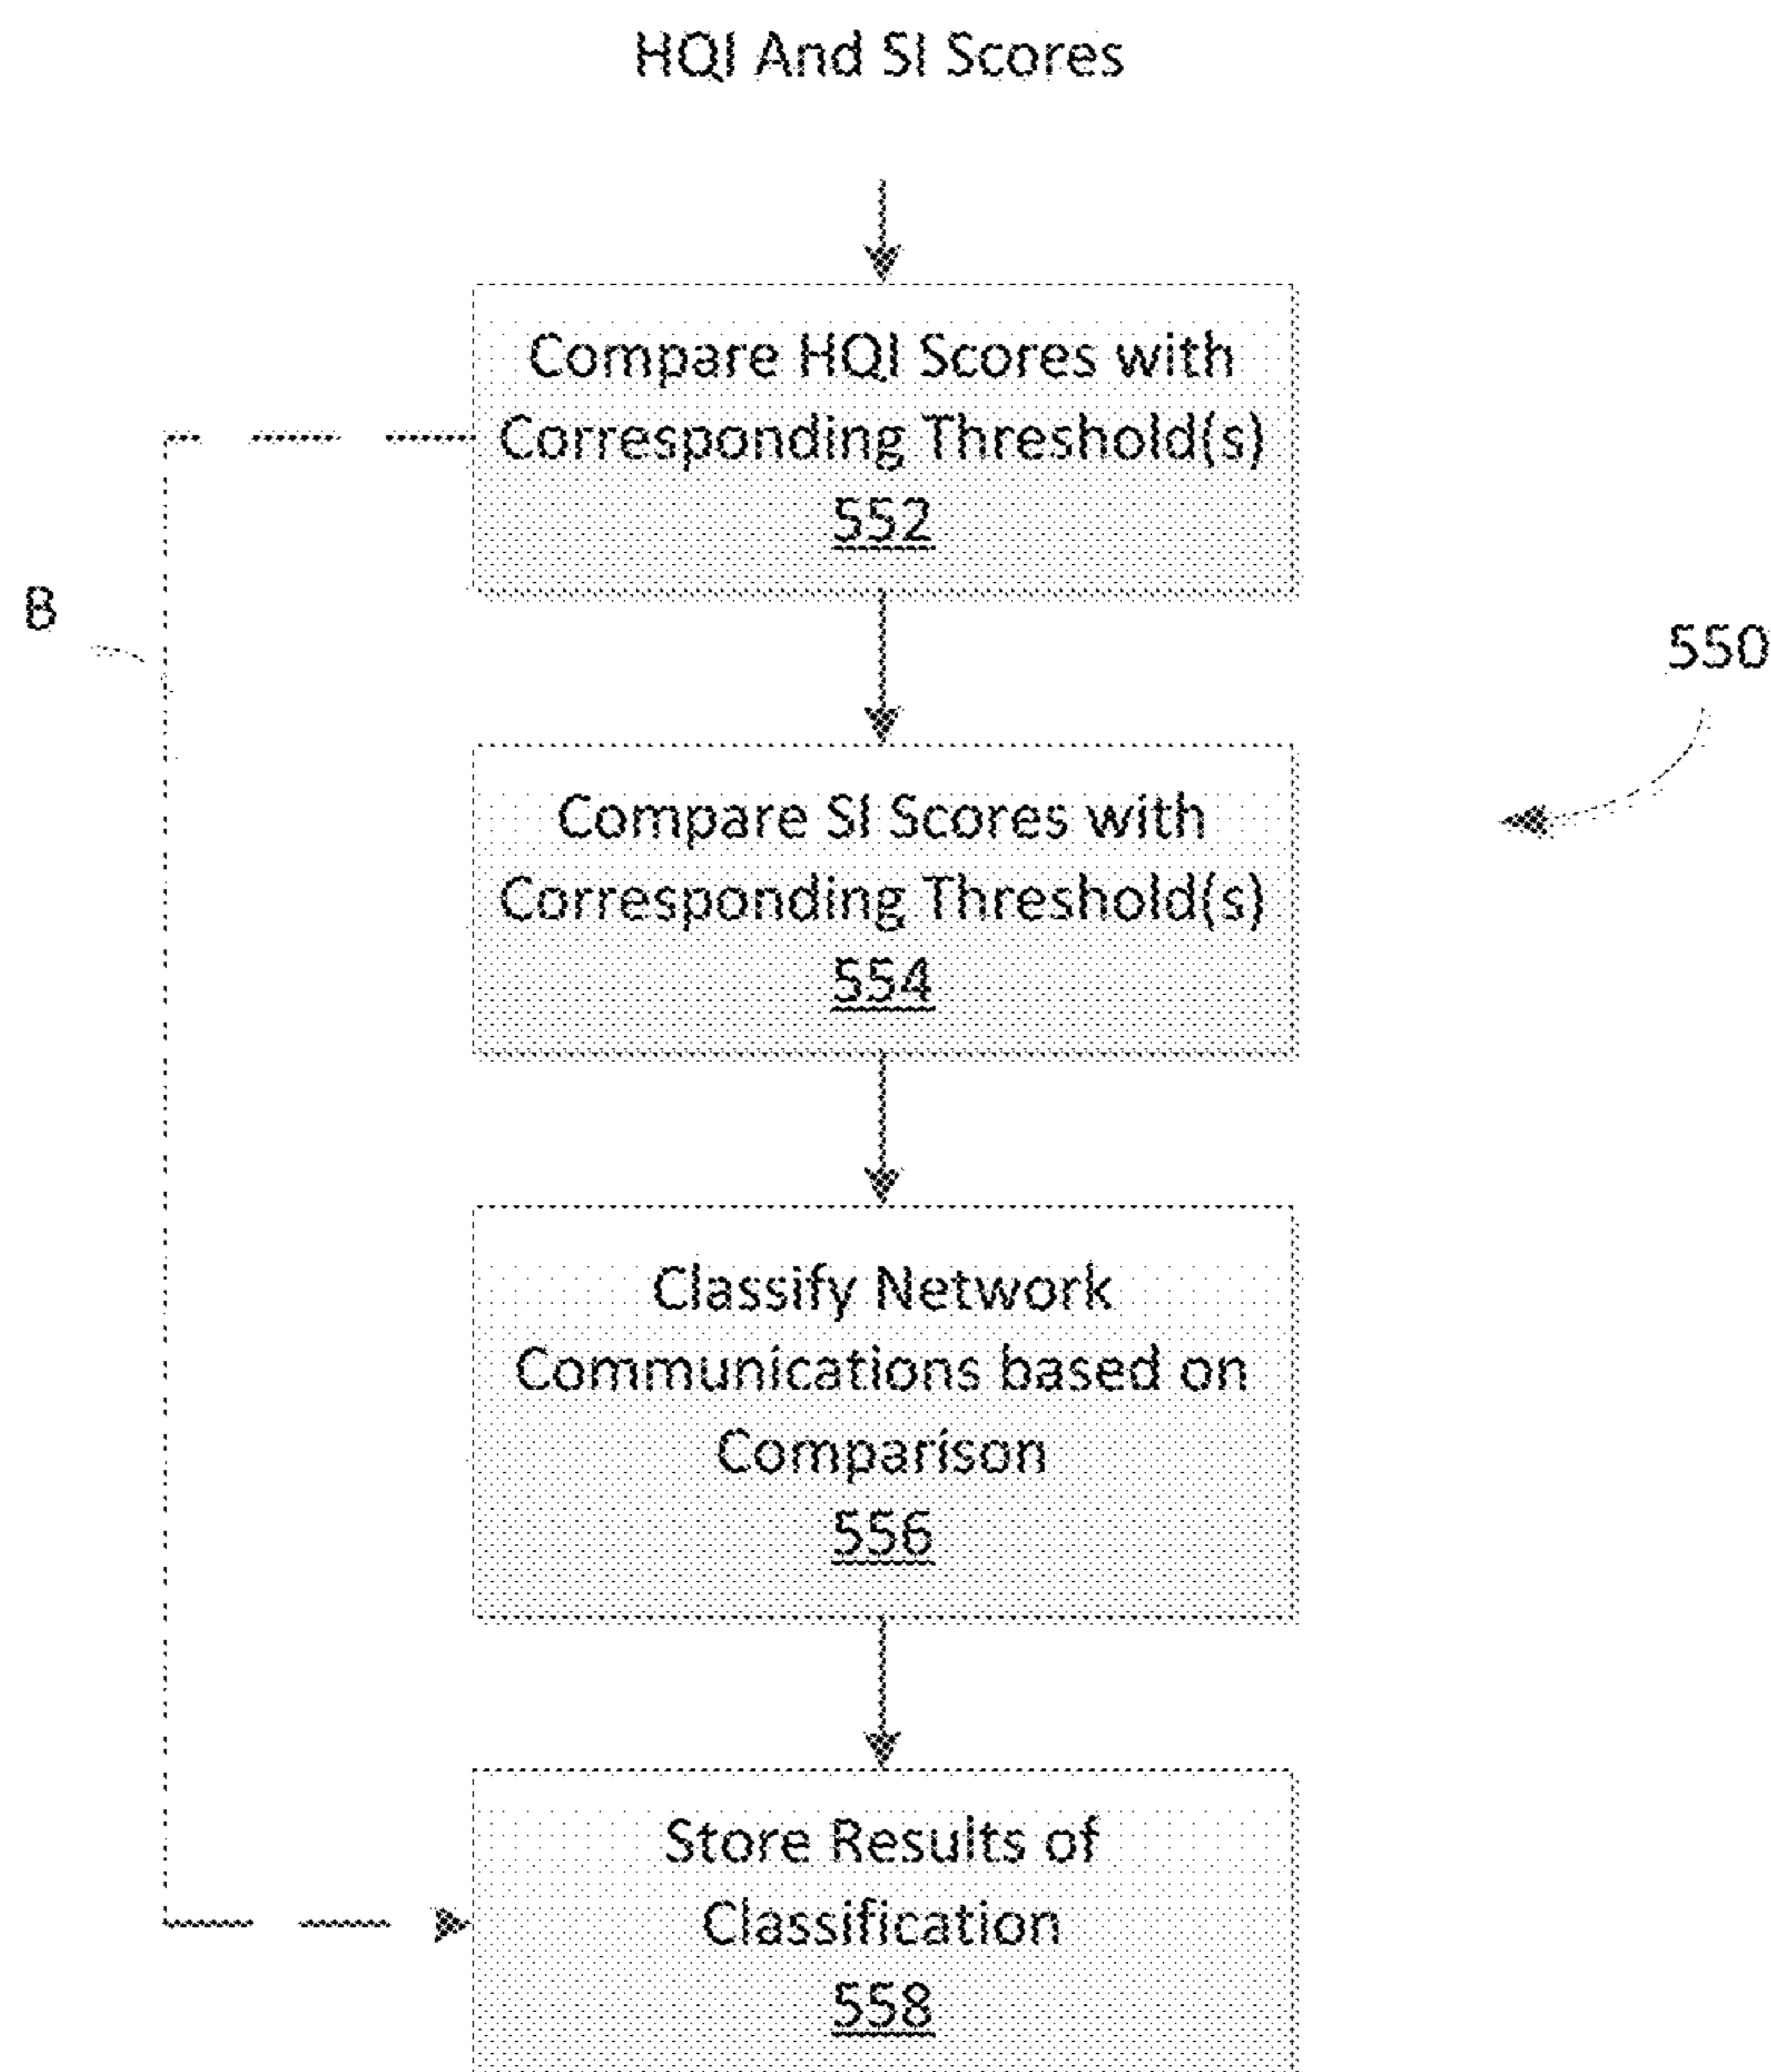 HQI And SI Scores
Compare HQI Scores with
Corresponding Threshold(s)
552
B
550
Compare SI Scores with
Corresponding Threshold(s)
554
Classify Network
Communications based on
Comparison
556
Store Results of
Classification
558